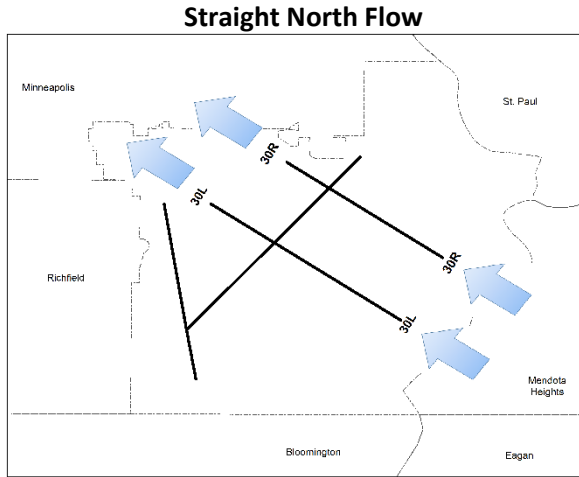 Straight North Flow
Minneapolis
St. Paul
30R
30L
Richfield
30R
30L
Mendota
Heights
Bloomington
Eagan